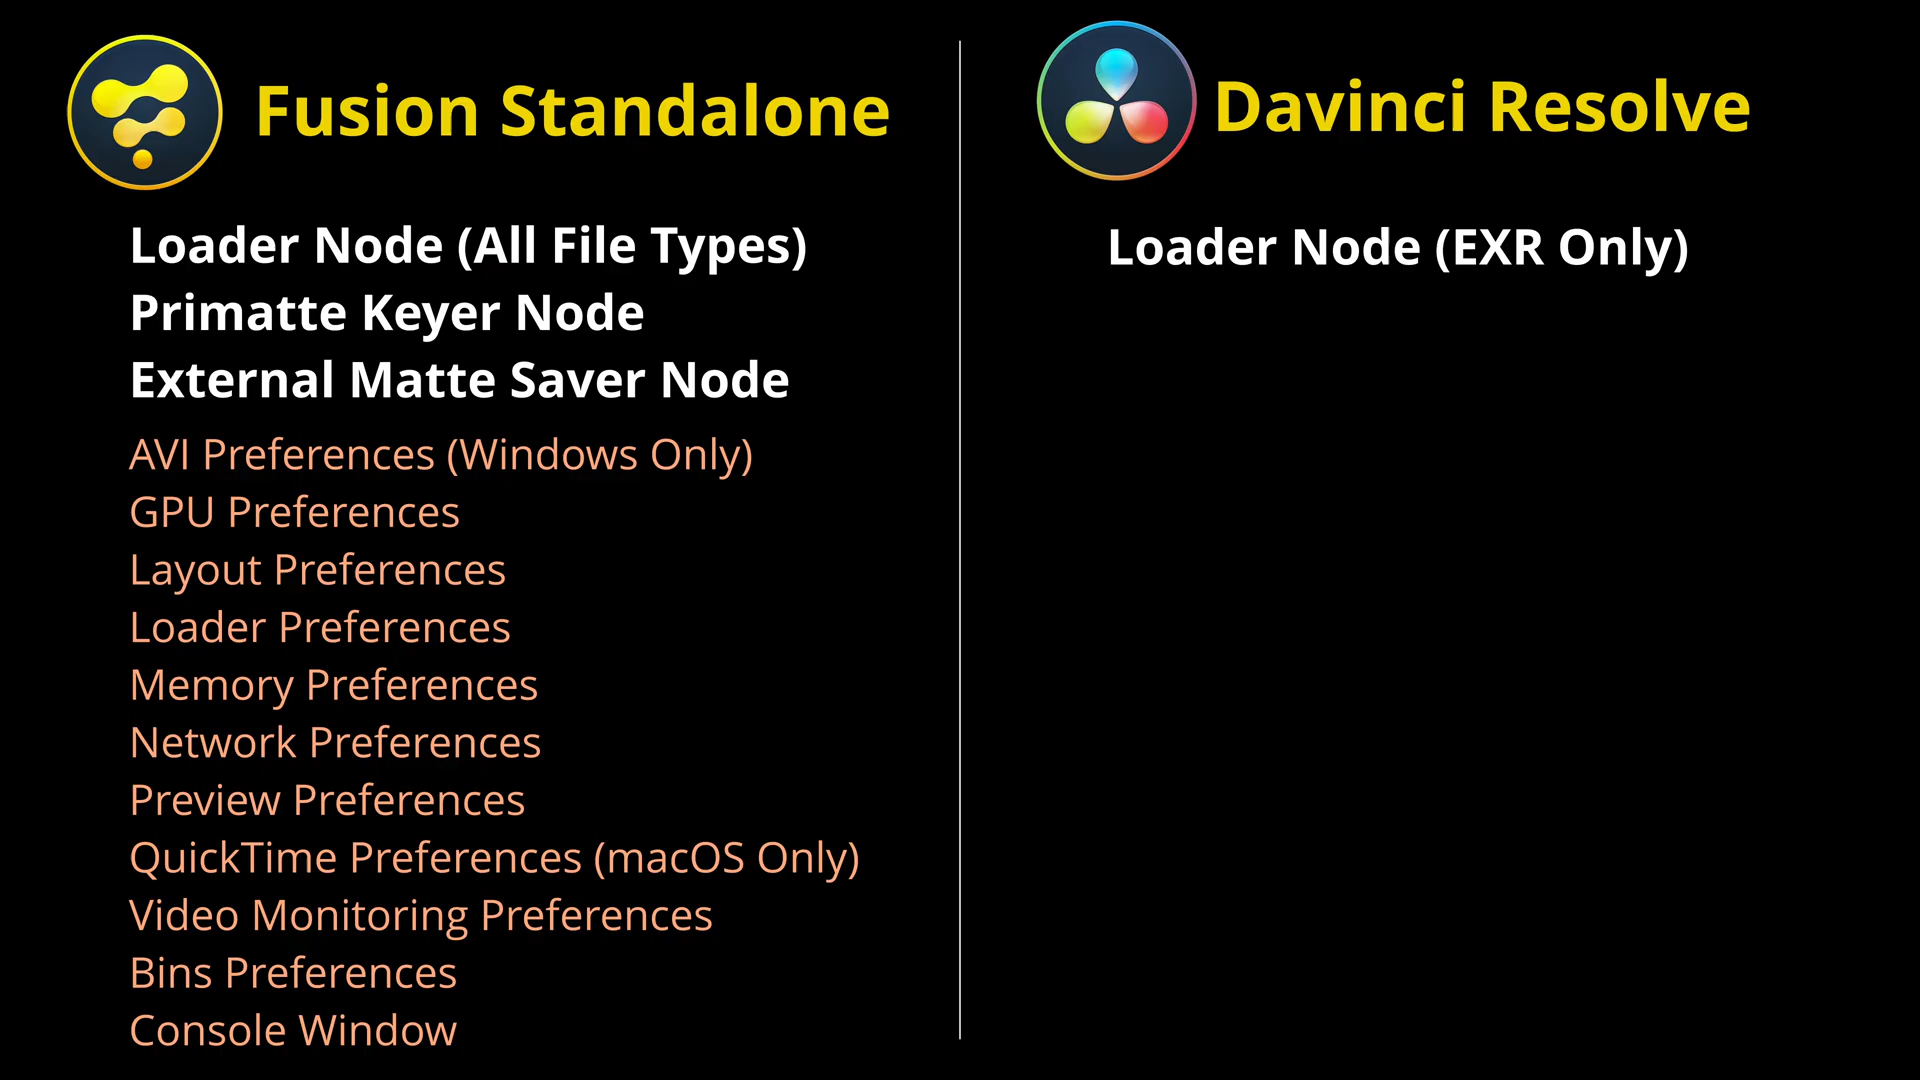 Fusion Standalone
Loader Node (All File Types)
Primatte Keyer Node
External Matte Saver Node
AVI Preferences (Windows Only)
GPU Preferences
Layout Preferences
Loader Preferences
Memory Preferences
Network Preferences
Preview Preferences
QuickTime Preferences (macOS Only)
Video Monitoring Preferences
Bins Preferences
Console Window
Davinci Resolve
Loader Node (EXR Only)